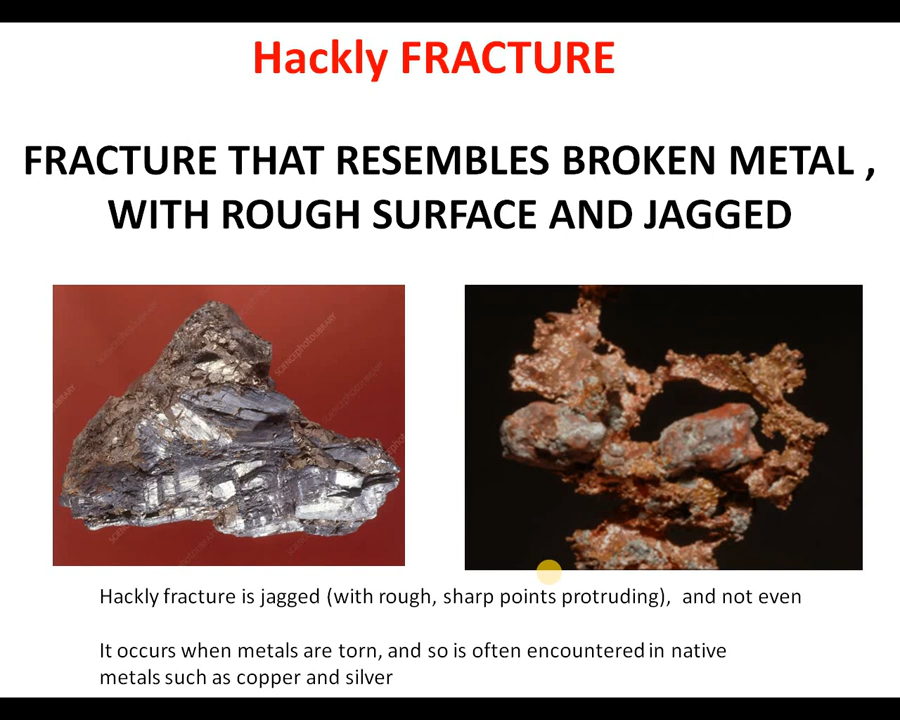 Hackly FRACTURE
FRACTURE THAT RESEMBLES BROKEN METAL ,
WITH ROUGH SURFACE AND JAGGED
SCIENCEphotoLIBRARY
Hackly fracture is jagged (with rough, sharp points protruding), and not even
It occurs when metals are torn, and so is often encountered in native
metals such as copper and silver